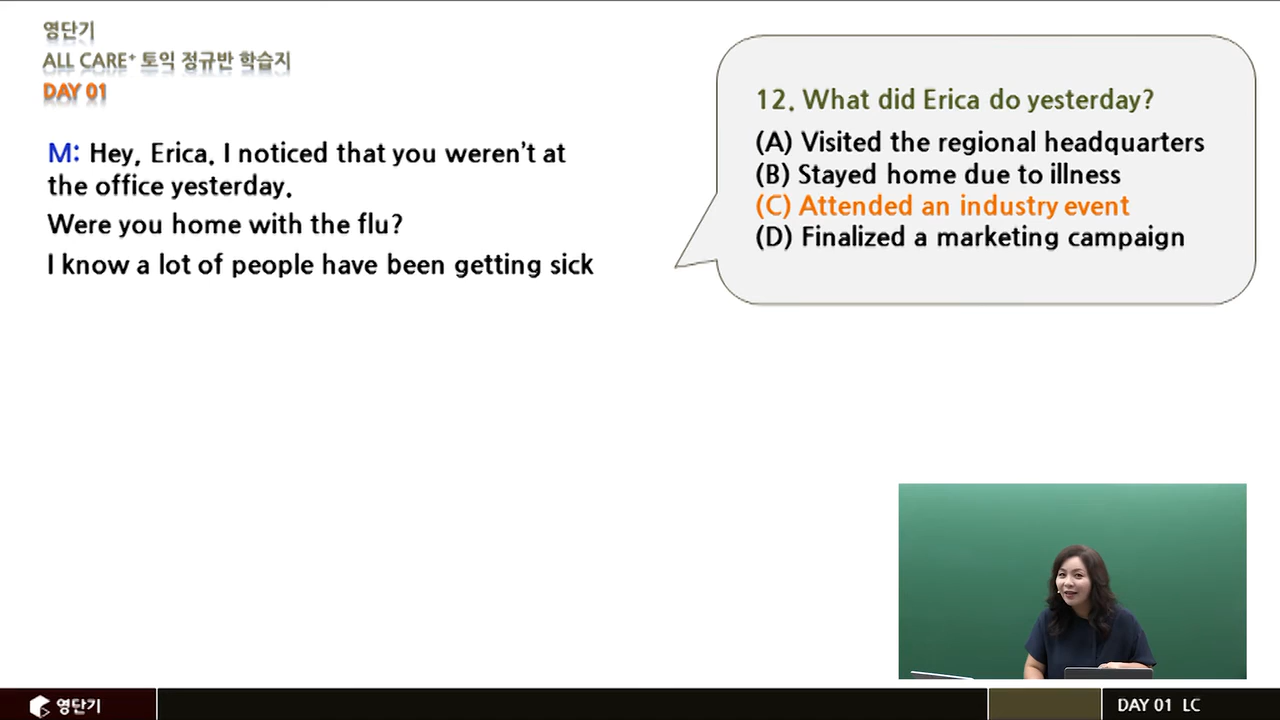 영단기
ALL CARE⁺ 토익 정규반 학습지
DAY 01
M: Hey, Erica. I noticed that you weren't at
the office yesterday.
Were you home with the flu?
I know a lot of people have been getting sick
12. What did Erica do yesterday?
(A) Visited the regional headquarters
(B) Stayed home due to illness
(C) Attended an industry event
(D) Finalized a marketing campaign
영단기
DAY 01 LC